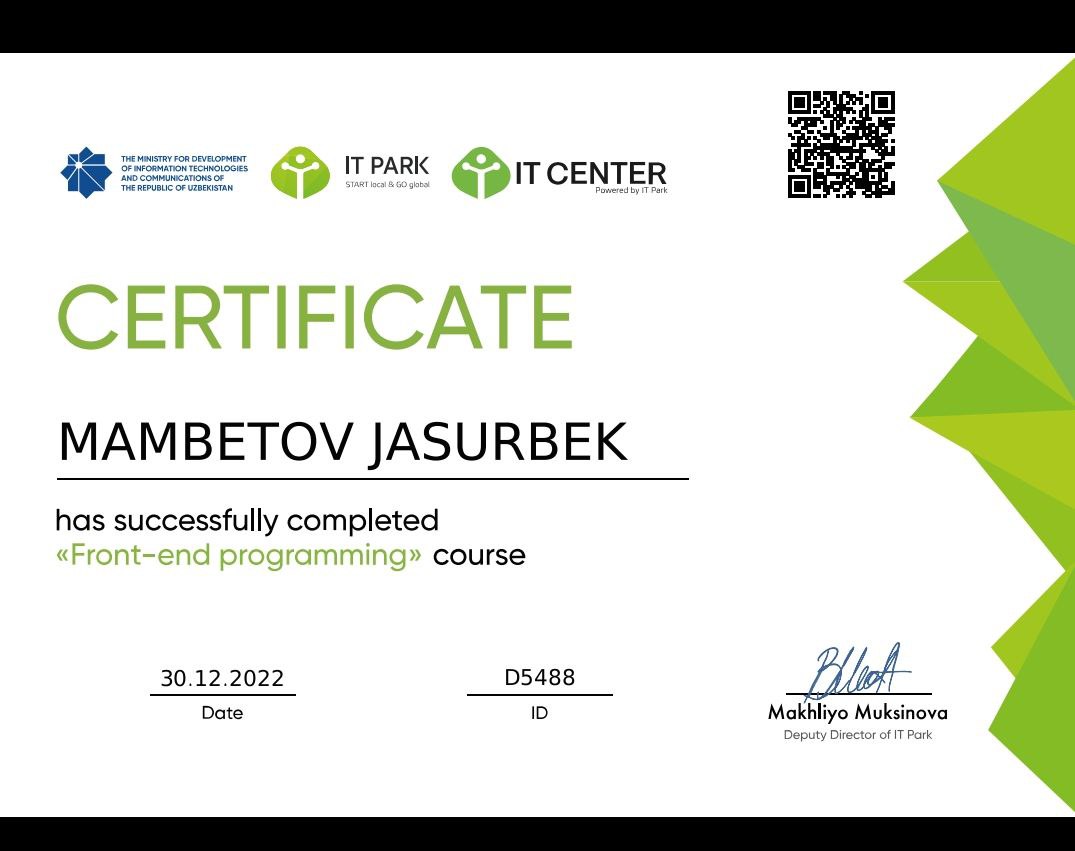 THE MINISTRY FOR DEVELOPMENT
OF INFORMATION TECHNOLOGIES
AND COMMUNICATIONS OF
THE REPUBLIC OF UZBEKISTAN
IT PARK
START local & GO global
IT CENTER
Powered by IT Park
CERTIFICATE
MAMBETOV JASURBEK
has successfully completed
«Front-end programming» course
30.12.2022
Date
D5488
ID
Makhliyo Muksinova
Deputy Director of IT Park